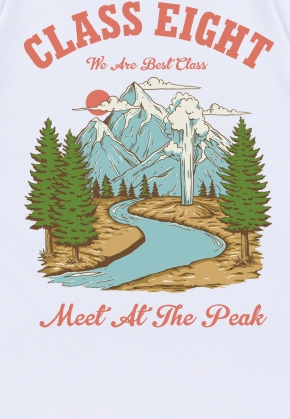 CLASS EIGHT
We Are Best Class
Meet At The Peak